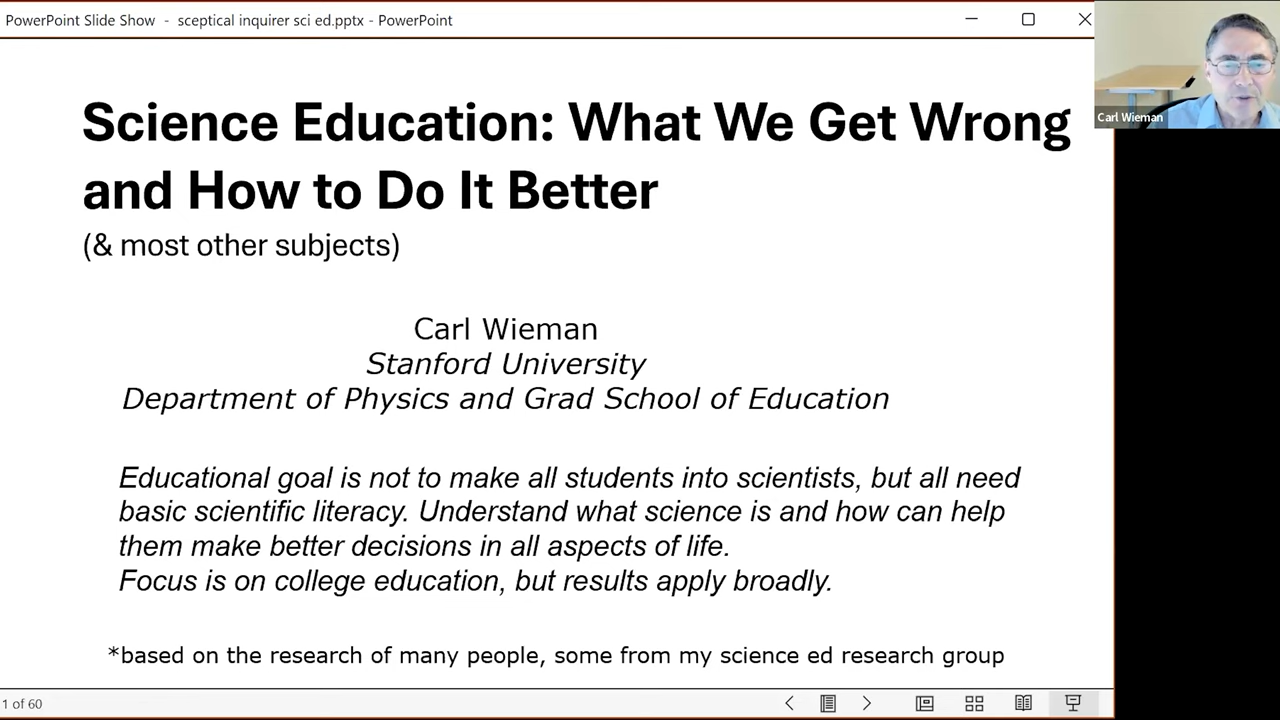 PowerPoint Slide Show - sceptical inquirer sci ed.pptx - PowerPoint
Science Education: What We Get Wrong
and How to Do It Better
(& most other subjects)
Carl Wieman
Carl Wieman
Stanford University
Department of Physics and Grad School of Education
Educational goal is not to make all students into scientists, but all need
basic scientific literacy. Understand what science is and how can help
them make better decisions in all aspects of life.
Focus is on college education, but results apply broadly.
*based on the research of many people, some from my science ed research group
1 of 60